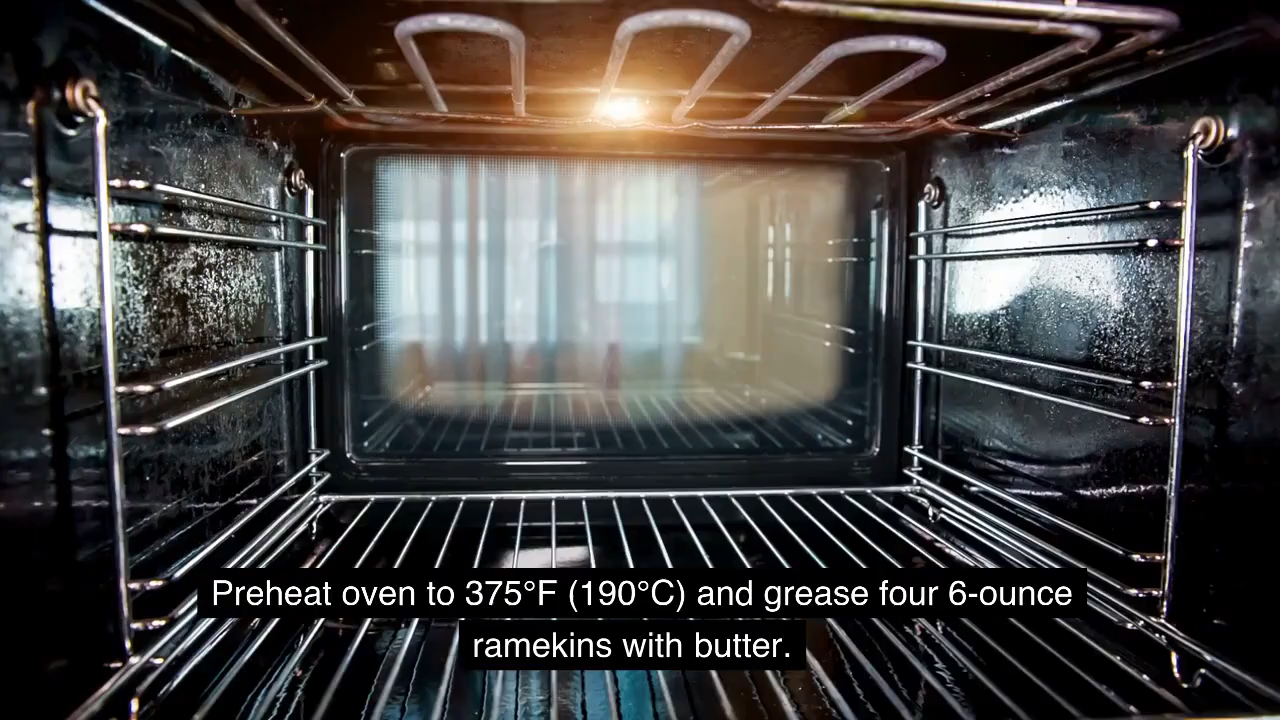 Preheat oven to 375°F (190°C) and grease four 6-ounce
ramekins with butter.